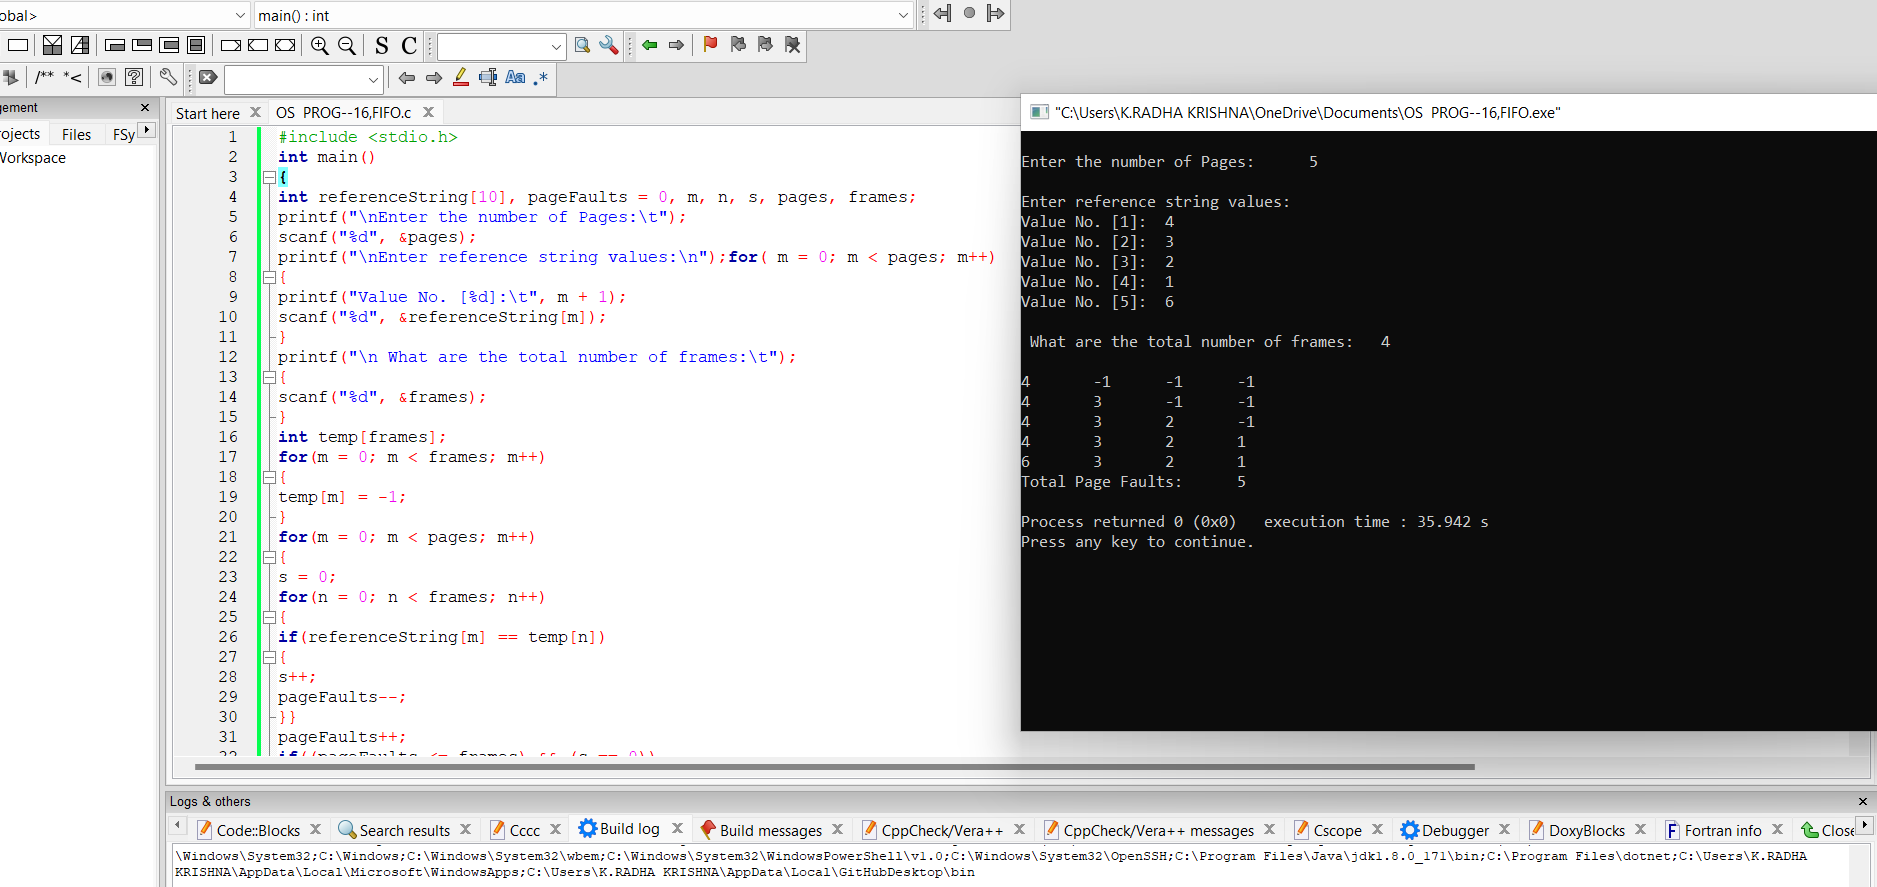 obal>
main() : int
S C
/** *<
Aa .*
gement
ojects Files FSy
Workspace
Start here
OS PROG--16,FIFO.c
1 #include <stdio.h>
2 int main()
3 {
4 int referenceString[10], pageFaults = 0, m, n, s, pages, frames;
5 printf("\nEnter the number of Pages:\t");
6 scanf("%d", &pages);
7 printf("\nEnter reference string values:\n");for( m = 0; m < pages; m++)
8 {
9 printf("Value No. [%d]:\t", m + 1);
10 scanf("%d", &referenceString[m]);
11 }
12 printf("\n What are the total number of frames:\t");
13 {
14 scanf("%d", &frames);
15 }
16 int temp[frames];
17 for(m = 0; m < frames; m++)
18 {
19 temp[m] = -1;
20 }
21 for(m = 0; m < pages; m++)
22 {
23 s = 0;
24 for(n = 0; n < frames; n++)
25 {
26 if(referenceString[m] == temp[n])
27 {
28 s++;
29 pageFaults--;
30 }}
31 pageFaults++;
32 if((pageFaults <= frames) && (s == 0))
"C:\Users\K.RADHA KRISHNA\OneDrive\Documents\OS PROG--16,FIFO.exe"
Enter the number of Pages: 5
Enter reference string values:
Value No. [1]: 4
Value No. [2]: 3
Value No. [3]: 2
Value No. [4]: 1
Value No. [5]: 6
What are the total number of frames: 4
4 -1 -1 -1
4 3 -1 -1
4 3 2 -1
4 3 2 1
6 3 2 1
Total Page Faults: 5
Process returned 0 (0x0) execution time : 35.942 s
Press any key to continue.
Logs & others
Code::Blocks Search results Cccc Build log Build messages CppCheck/Vera++ CppCheck/Vera++ messages Cscope Debugger DoxyBlocks Fortran info Close
\Windows\System32;C:\Windows;C:\Windows\System32\wbem;C:\Windows\System32\WindowsPowerShell\v1.0;C:\Windows\System32\OpenSSH;C:\Program Files\Java\jdk1.8.0_171\bin;C:\Program Files\dotnet;C:\Users\K.RADHA
KRISHNA\AppData\Local\Microsoft\WindowsApps;C:\Users\K.RADHA KRISHNA\AppData\Local\GitHubDesktop\bin